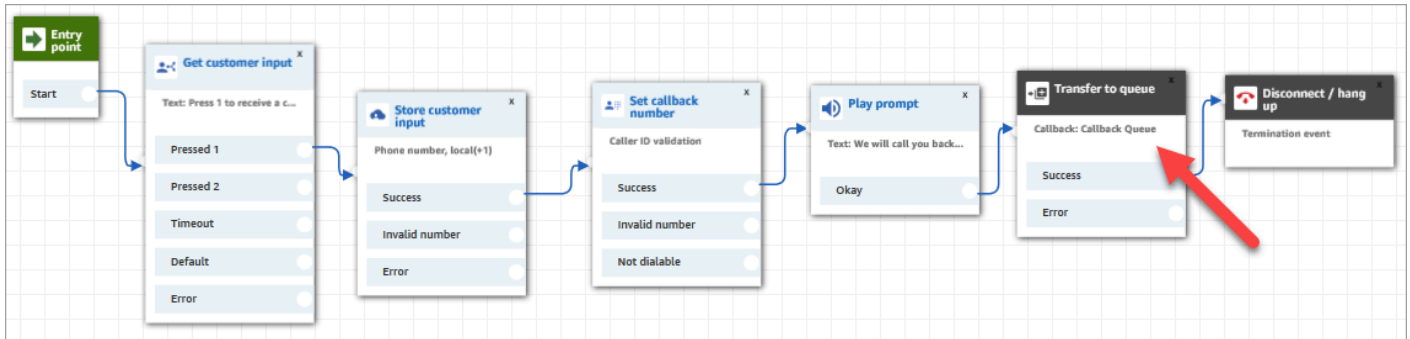 Entry
point
Start
Get customer input
x
Text: Press 1 to receive a c...
Pressed 1
Pressed 2
Timeout
Default
Error
Store customer
input
x
Phone number, local(+1)
Success
Invalid number
Error
Set callback
number
x
Caller ID validation
Success
Invalid number
Not dialable
Play prompt
x
Text: We will call you back...
Okay
Transfer to queue
x
Callback: Callback Queue
Success
Error
Disconnect / hang
up
x
Termination event